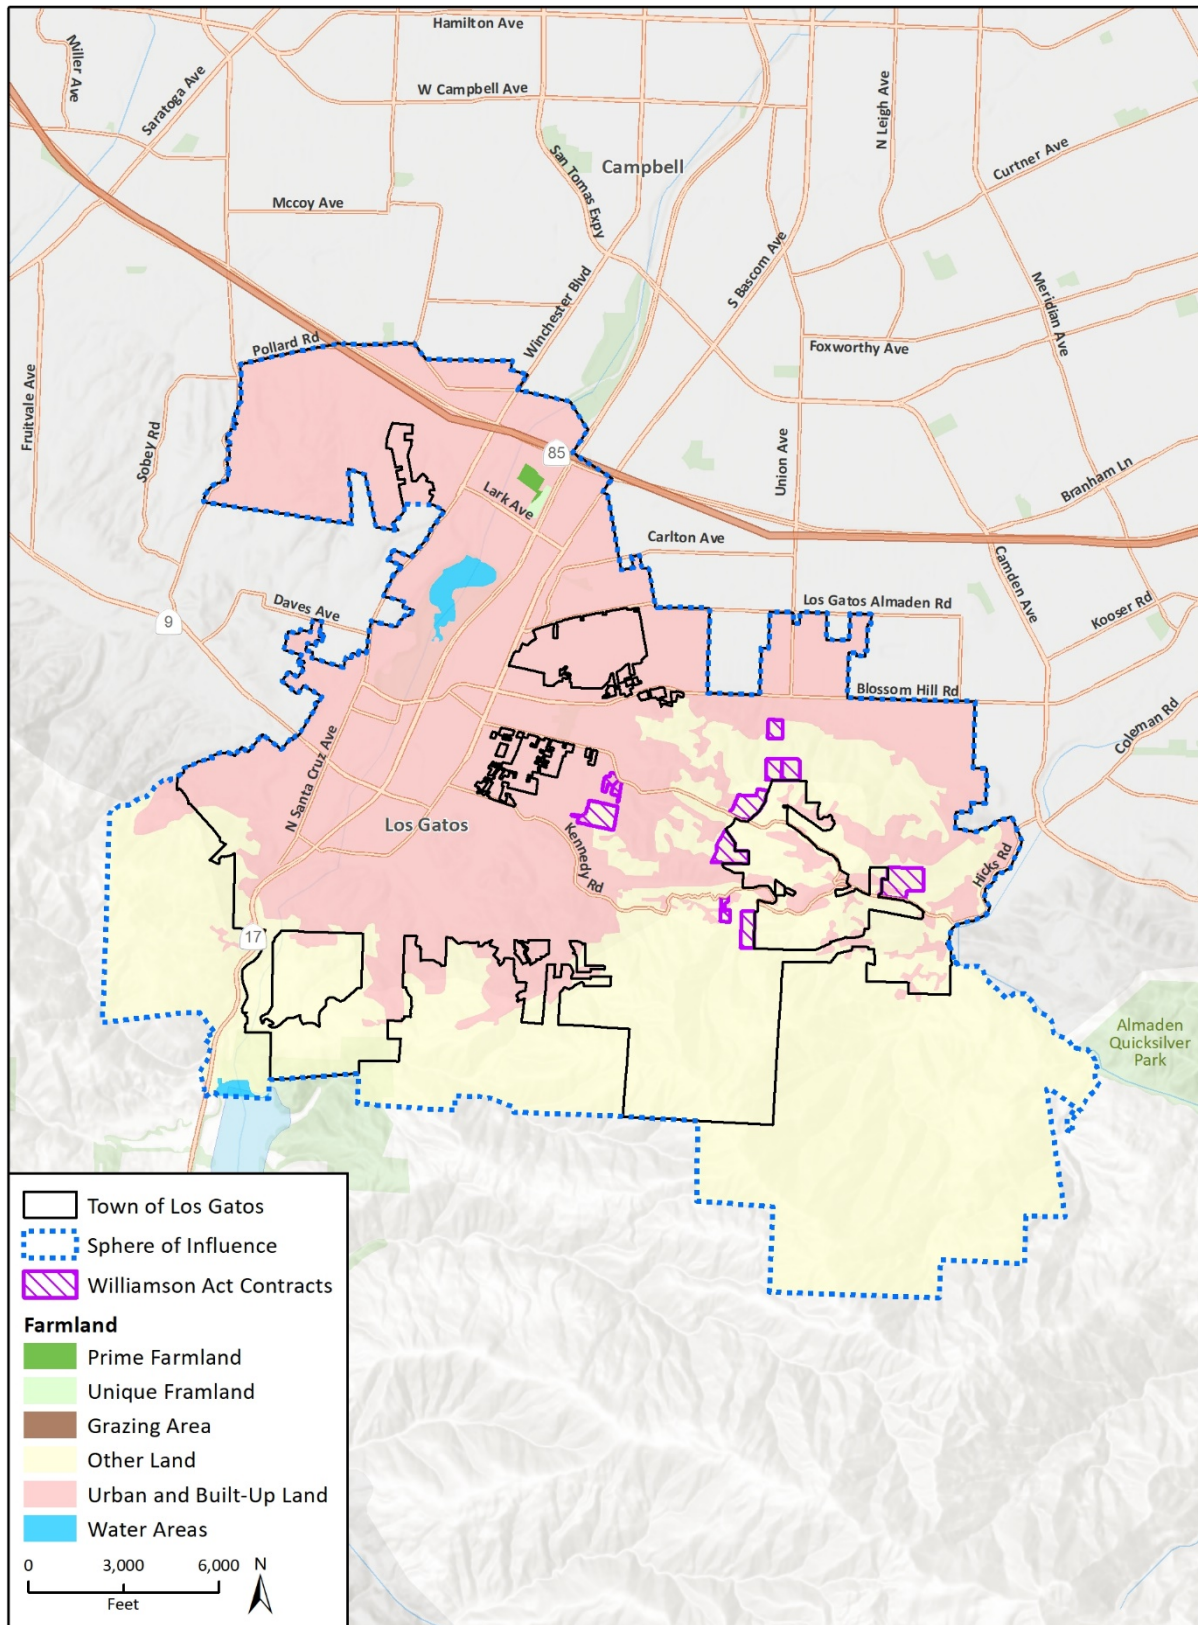 Hamilton Ave
Miller Ave
Saratoga Ave
W Campbell Ave
N Leigh Ave
Curtner Ave
San Tomas Expy
Campbell
Mccoy Ave
S Bascom Ave
Winchester Blvd
Meridian Ave
Pollard Rd
Foxworthy Ave
Fruitvale Ave
Sobey Rd
Union Ave
85
Branham Ln
Lark Ave
Carlton Ave
Camden Ave
Daves Ave
9
Los Gatos Almaden Rd
Kooser Rd
Blossom Hill Rd
Coleman Rd
N Santa Cruz Ave
Los Gatos
Kennedy Rd
Hicks Rd
17
Almaden
Quicksilver
Park
Town of Los Gatos
Sphere of Influence
Williamson Act Contracts
Farmland
Prime Farmland
Unique Framland
Grazing Area
Other Land
Urban and Built-Up Land
Water Areas
0 3,000 6,000 N
Feet